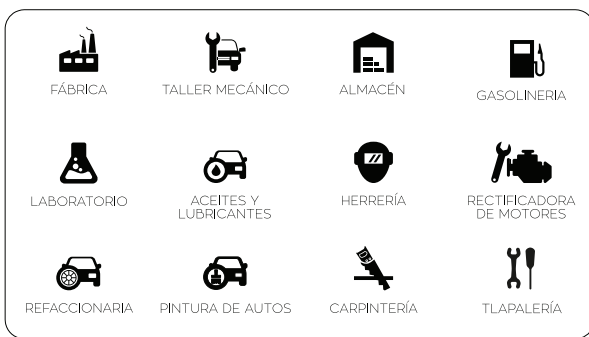 FÁBRICA
TALLER MECÁNICO
ALMACÉN
GASOLINERIA
LABORATORIO
ACEITES Y
LUBRICANTES
HERRERÍA
RECTIFICADORA
DE MOTORES
REFACCIONARIA
PINTURA DE AUTOS
CARPINTERÍA
TLAPALERÍA